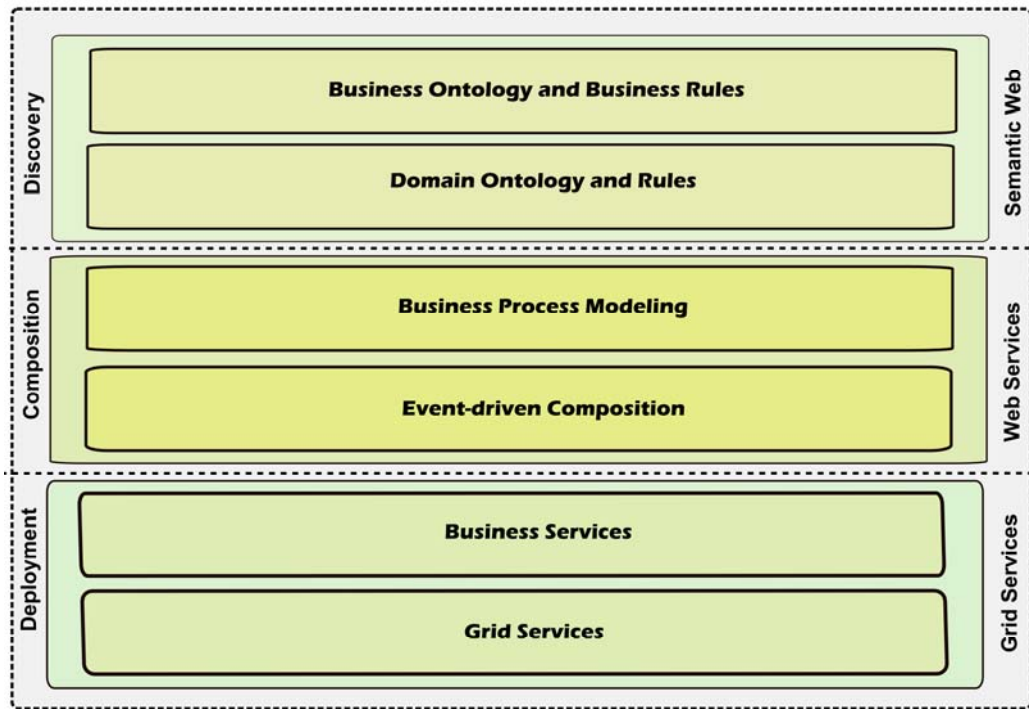 Discovery
Business Ontology and Business Rules
Domain Ontology and Rules
Semantic Web
Composition
Business Process Modeling
Event-driven Composition
Web Services
Deployment
Business Services
Grid Services
Grid Services